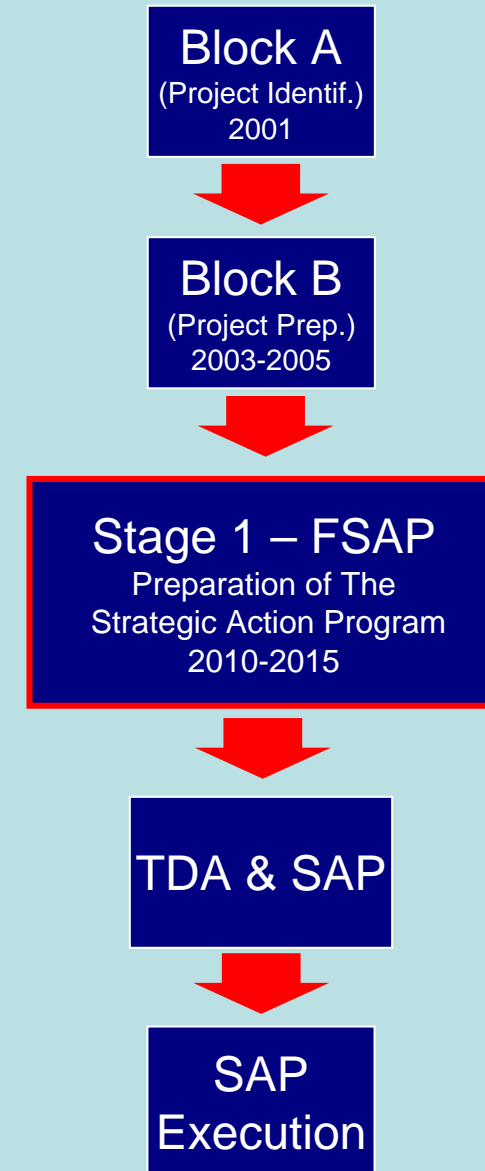 Block A
(Project Identif.)
2001
Block B
(Project Prep.)
2003-2005
Stage 1 – FSAP
Preparation of The
Strategic Action Program
2010-2015
TDA & SAP
SAP
Execution